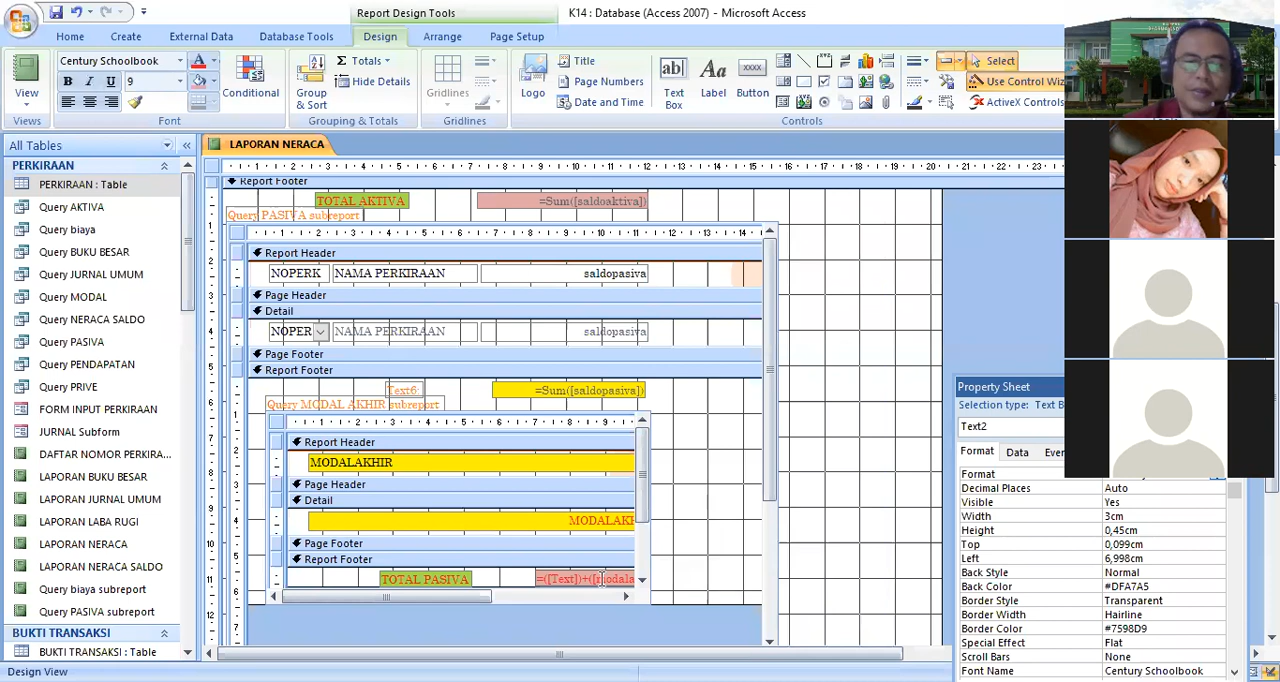 Report Design Tools
K14 : Database (Access 2007) - Microsoft Access
Home
Create
External Data
Database Tools
Design
Arrange
Page Setup
Century Schoolbook
B
I
U
9
View
Views
Font
Conditional
Group & Sort
Σ Totals
Hide Details
Grouping & Totals
Gridlines
Gridlines
Logo
Title
Page Numbers
Date and Time
ab|
Text Box
Aa
Label
xxxx
Button
Controls
Select
Use Control Wiz
ActiveX Controls
All Tables
PERKIRAAN
PERKIRAAN : Table
Query AKTIVA
Query biaya
Query BUKU BESAR
Query JURNAL UMUM
Query MODAL
Query NERACA SALDO
Query PASIVA
Query PENDAPATAN
Query PRIVE
FORM INPUT PERKIRAAN
JURNAL Subform
DAFTAR NOMOR PERKIRA...
LAPORAN BUKU BESAR
LAPORAN JURNAL UMUM
LAPORAN LABA RUGI
LAPORAN NERACA
LAPORAN NERACA SALDO
Query biaya subreport
Query PASIVA subreport
BUKTI TRANSAKSI
BUKTI TRANSAKSI : Table
Design View
LAPORAN NERACA
Report Footer
TOTAL AKTIVA
=Sum([saldoaktiva])
Query PASIVA subreport
Report Header
NOPERK
NAMA PERKIRAAN
saldopasiva
Page Header
Detail
NOPER
NAMA PERKIRAAN
saldopasiva
Page Footer
Report Footer
Text6:
=Sum([saldopasiva])
Query MODAL AKHIR subreport
Report Header
MODALAKHIR
Page Header
Detail
MODALAKH
Page Footer
Report Footer
TOTAL PASIVA
Property Sheet
Selection type: Text B
Text2
Format
Data
Even
Format
Decimal Places Auto
Visible Yes
Width 3cm
Height 0,45cm
Top 0,099cm
Left 6,998cm
Back Style Normal
Back Color #DFA7A5
Border Style Transparent
Border Width Hairline
Border Color #7598D9
Special Effect Flat
Scroll Bars None
Font Name Century Schoolbook